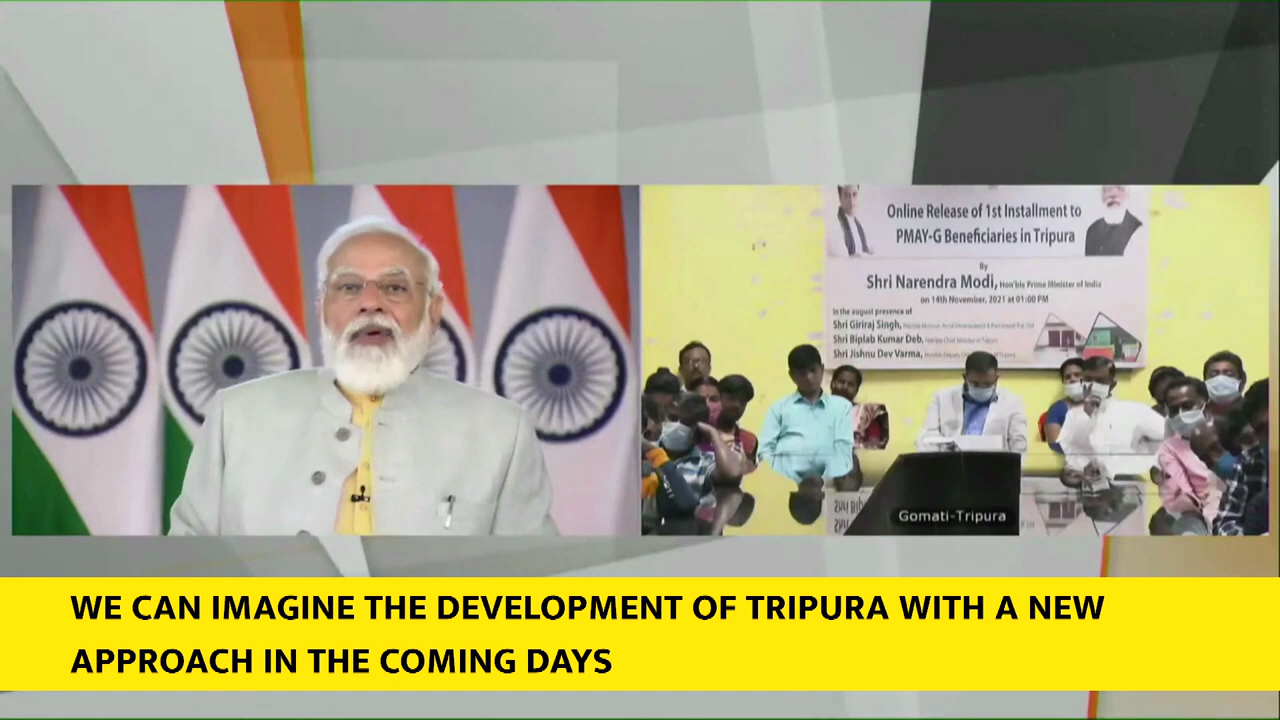 Online Release of 1st Installment to
PMAY-G Beneficiaries in Tripura
By
Shri Narendra Modi, Hon'ble Prime Minister of India
on 14th November, 2021 at 01:00 PM
In the august presence of
Shri Giriraj Singh,
Shri Biplab Kumar Deb,
Shri Jishnu Dev Varma,
Gomati-Tripura
WE CAN IMAGINE THE DEVELOPMENT OF TRIPURA WITH A NEW
APPROACH IN THE COMING DAYS